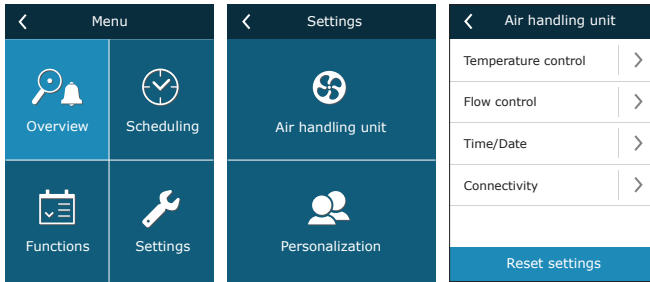 Menu
Overview
Scheduling
Functions
Settings
Settings
Air handling unit
Personalization
Air handling unit
Temperature control
Flow control
Time/Date
Connectivity
Reset settings